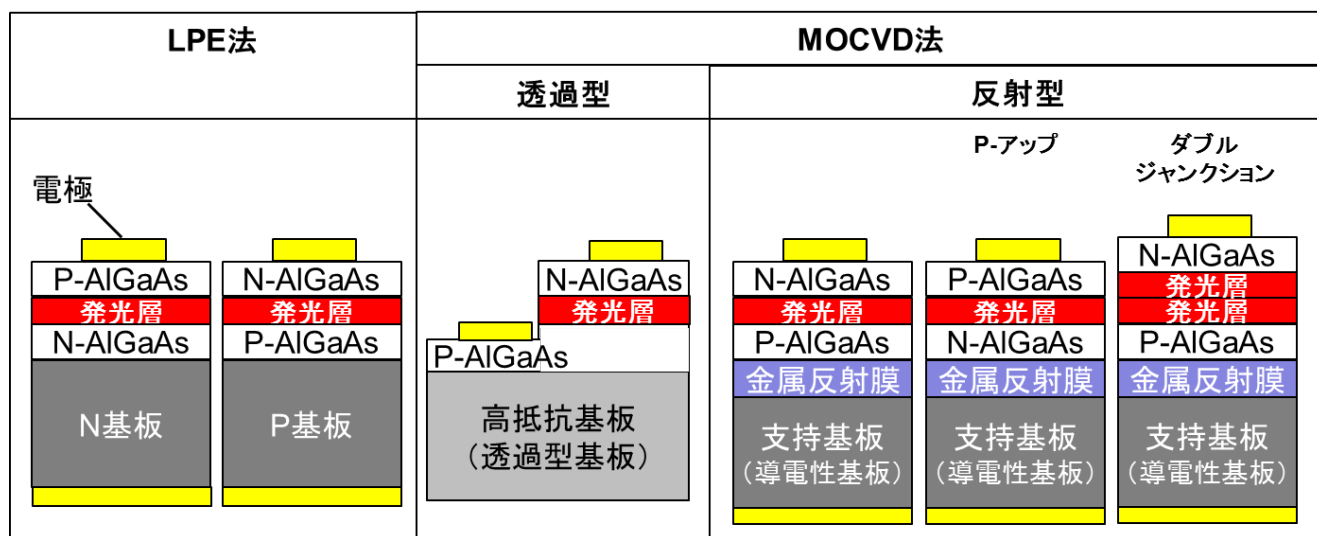 LPE法
MOCVD法
透過型
反射型
P-アップ
ダブル
ジャンクション
電極
P-AlGaAs
発光層
N-AlGaAs
N基板
N-AlGaAs
発光層
P-AlGaAs
P基板
N-AlGaAs
発光層
P-AlGaAs
高抵抗基板
（透過型基板）
N-AlGaAs
発光層
P-AlGaAs
金属反射膜
支持基板
（導電性基板）
P-AlGaAs
発光層
N-AlGaAs
金属反射膜
支持基板
（導電性基板）
N-AlGaAs
発光層
発光層
P-AlGaAs
金属反射膜
支持基板
（導電性基板）